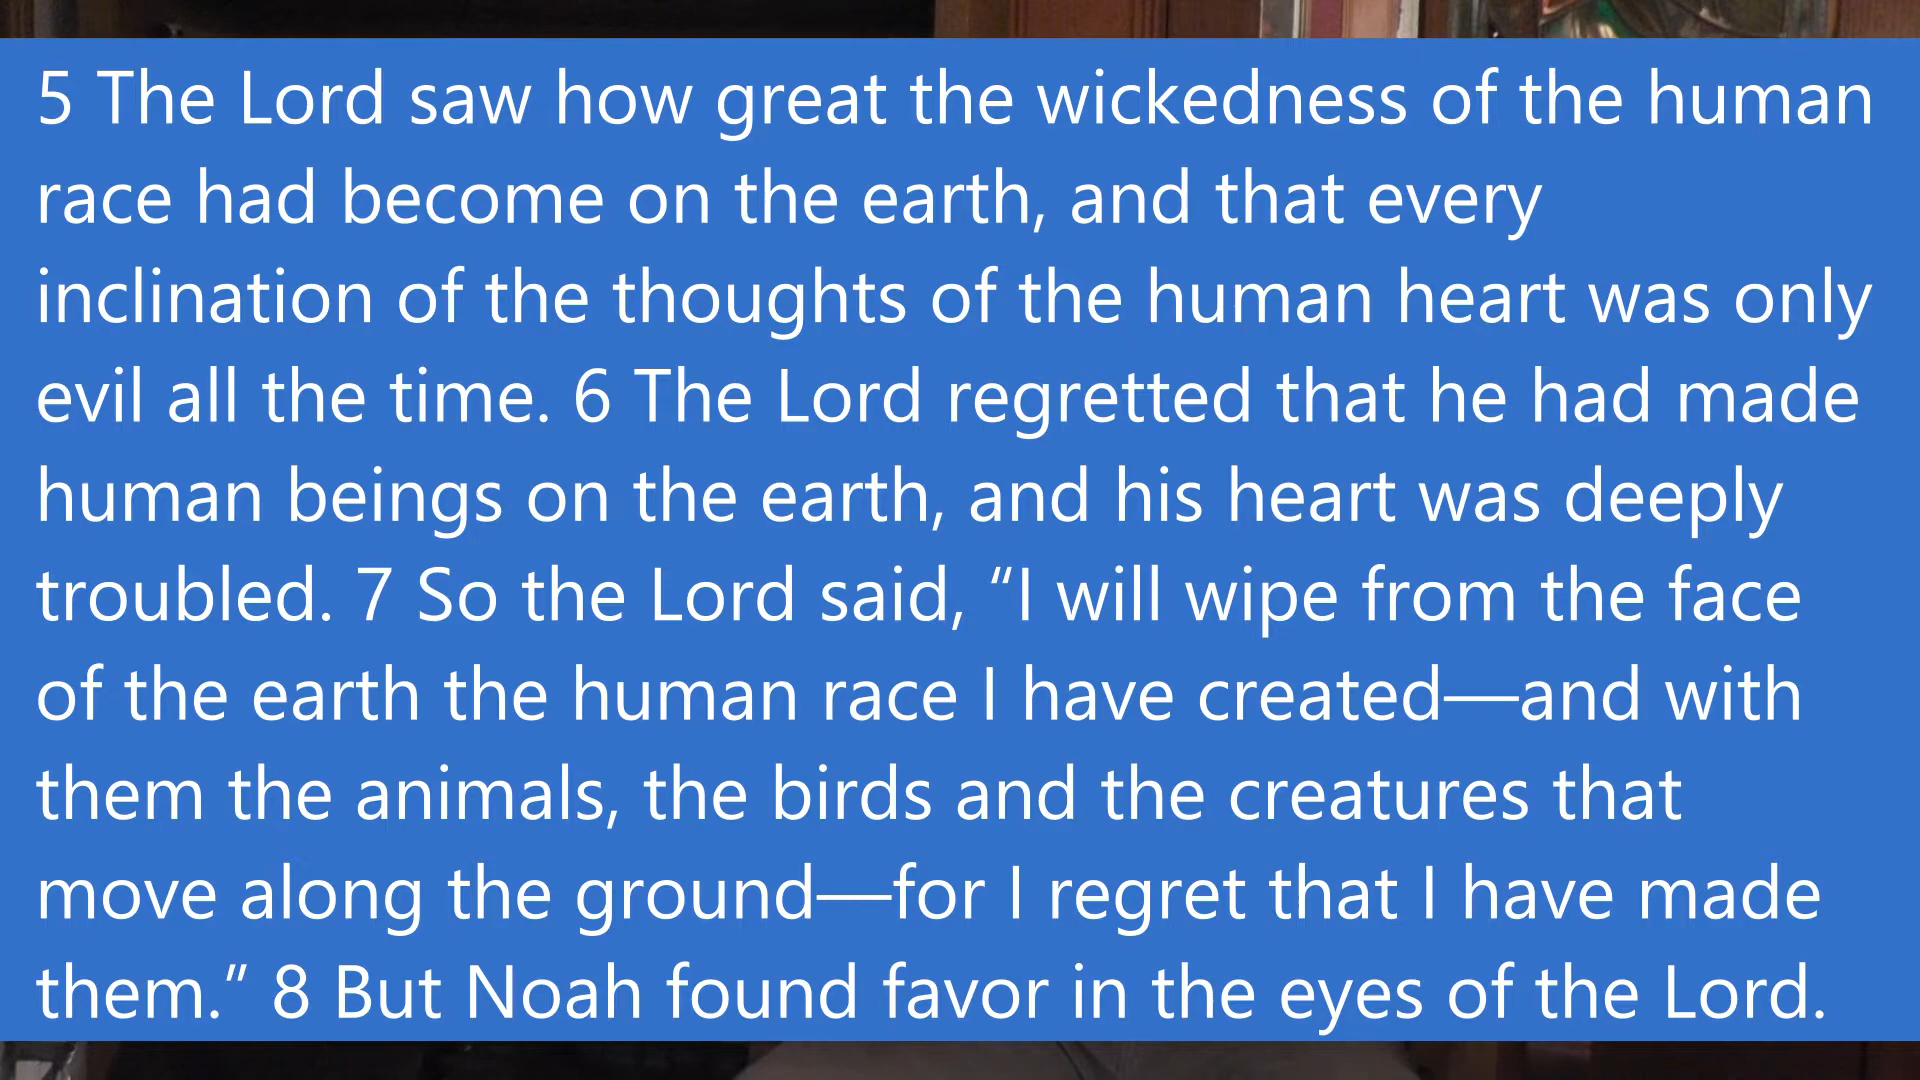 5 The Lord saw how great the wickedness of the human
race had become on the earth, and that every
inclination of the thoughts of the human heart was only
evil all the time. 6 The Lord regretted that he had made
human beings on the earth, and his heart was deeply
troubled. 7 So the Lord said, “I will wipe from the face
of the earth the human race I have created—and with
them the animals, the birds and the creatures that
move along the ground—for I regret that I have made
them.” 8 But Noah found favor in the eyes of the Lord.